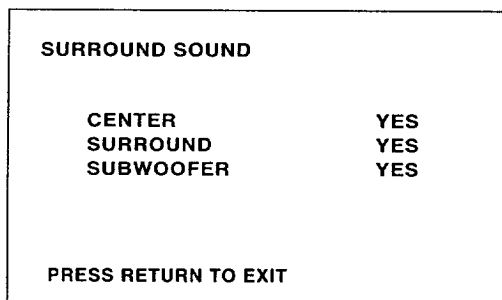 SURROUND SOUND
CENTER YES
SURROUND YES
SUBWOOFER YES
PRESS RETURN TO EXIT